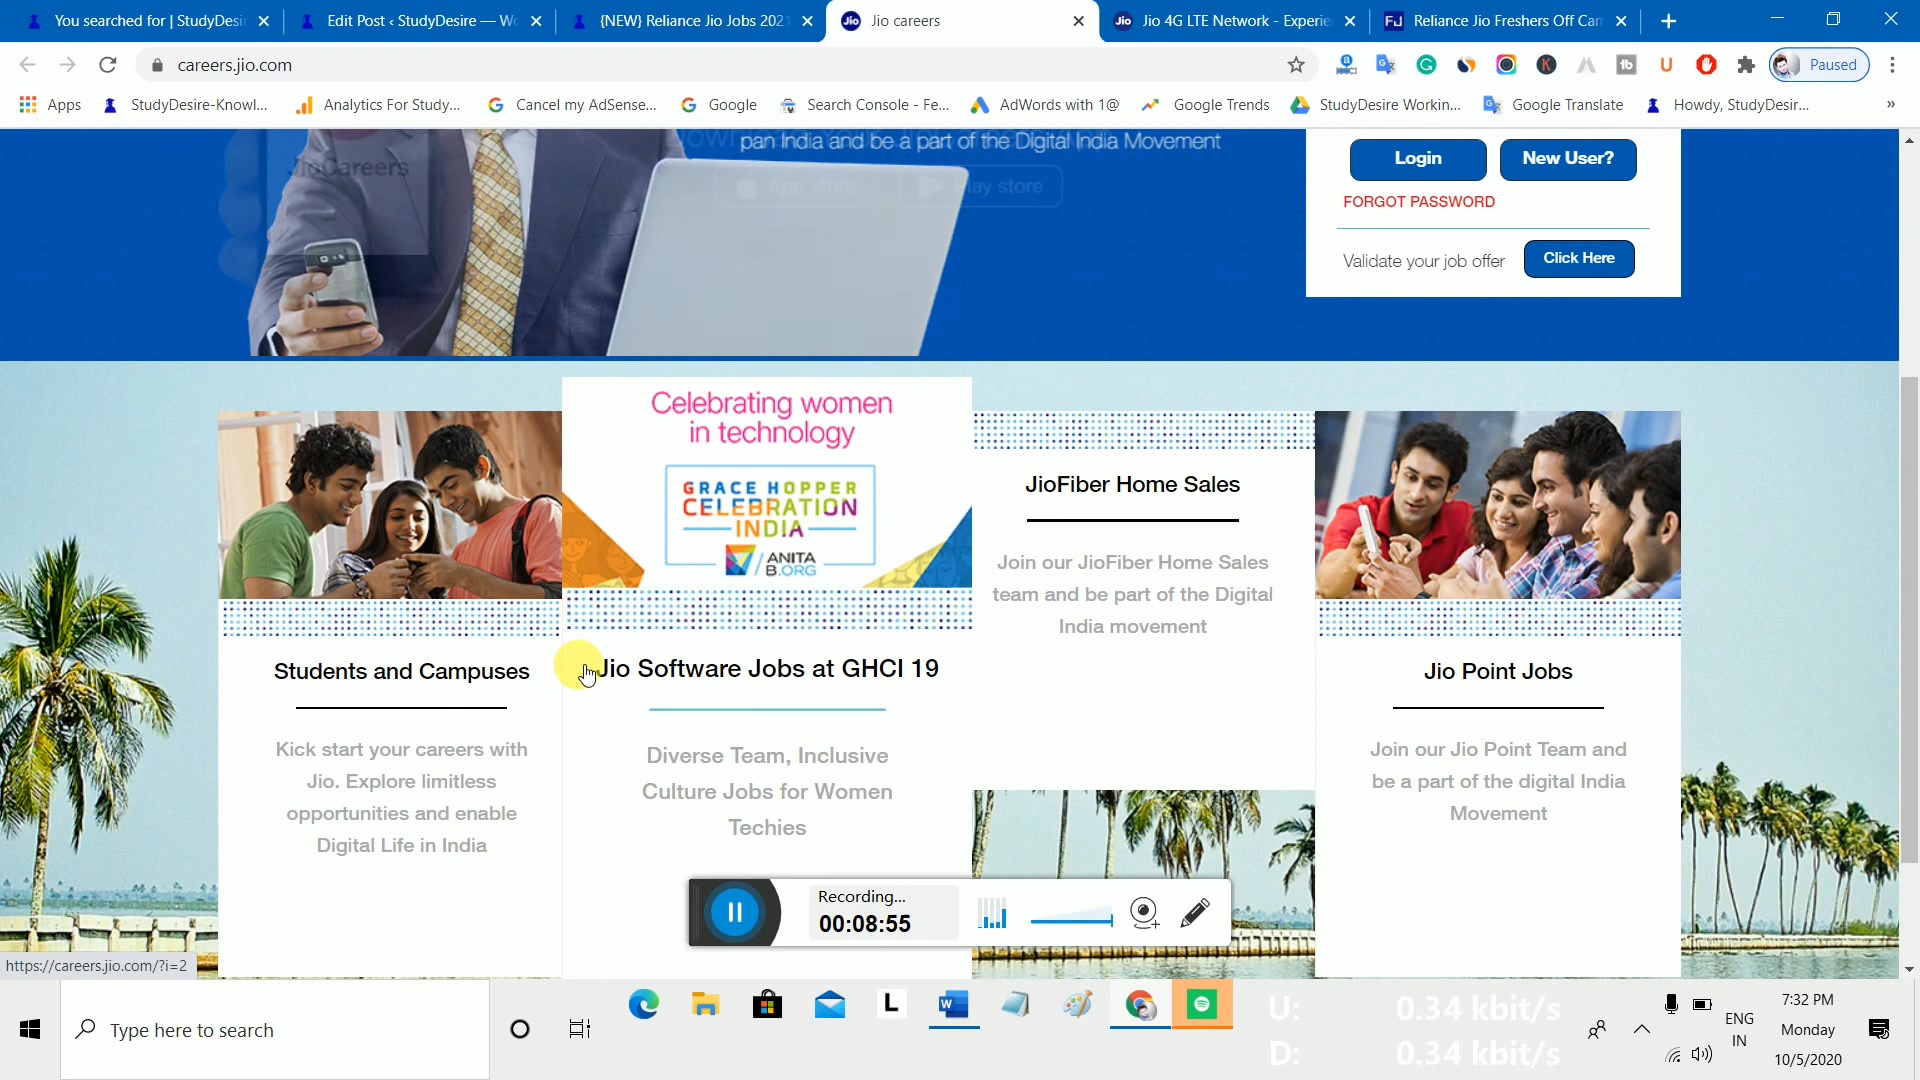 You searched for | StudyDesi
Edit Post ‹ StudyDesire — Wo
{NEW} Reliance Jio Jobs 2021
Jio careers
Jio 4G LTE Network - Experie
FJ Reliance Jio Freshers Off Can
careers.jio.com
Paused
Apps
StudyDesire-Knowl...
Analytics For Study...
Cancel my AdSense...
Google
Search Console - Fe...
AdWords with 1@
Google Trends
StudyDesire Workin...
Google Translate
Howdy, StudyDesir...
»
pan India and be a part of the Digital India Movement
JioCareers
App store
Play store
Login
New User?
FORGOT PASSWORD
Validate your job offer
Click Here
Celebrating women
in technology
GRACE HOPPER
CELEBRATION
INDIA
ANITA
B.ORG
Students and Campuses
Kick start your careers with
Jio. Explore limitless
opportunities and enable
Digital Life in India
Jio Software Jobs at GHCI 19
Diverse Team, Inclusive
Culture Jobs for Women
Techies
JioFiber Home Sales
Join our JioFiber Home Sales
team and be part of the Digital
India movement
Jio Point Jobs
Join our Jio Point Team and
be a part of the digital India
Movement
Recording...
00:08:55
https://careers.jio.com/?i=2
Type here to search
U: 0.34 kbit/s
D: 0.34 kbit/s
ENG
IN
7:32 PM
Monday
10/5/2020